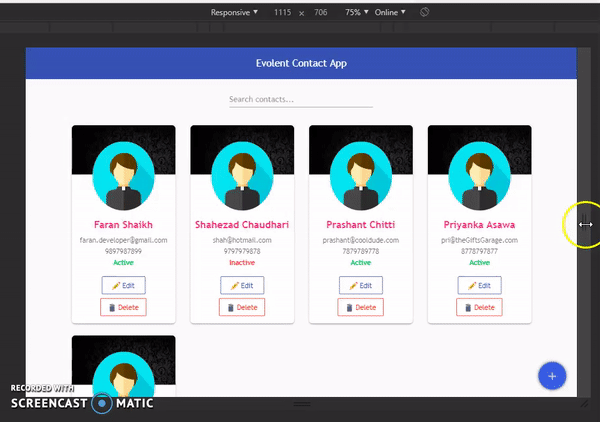 Responsive ▼ 1115 × 706 75% ▼ Online ▼
Evolent Contact App
Search contacts...
Faran Shaikh
faran.developer@gmail.com
9897987899
Active
Edit
Delete
Shahezad Chaudhari
shah@hotmail.com
9797979878
Inactive
Edit
Delete
Prashant Chitti
prashant@cooldude.com
7879789778
Active
Edit
Delete
Priyanka Asawa
pri@theGiftsGarage.com
8778797877
Active
Edit
Delete
+
RECORDED WITH
SCREENCAST MATIC